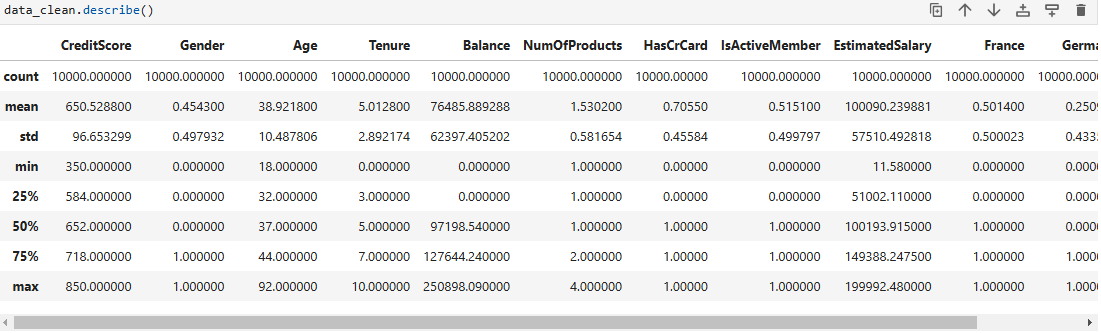 data_clean.describe()
CreditScore Gender Age Tenure Balance NumOfProducts HasCrCard IsActiveMember EstimatedSalary France Germa
count 10000.000000 10000.000000 10000.000000 10000.000000 10000.000000 10000.000000 10000.00000 10000.000000 10000.000000 10000.000000 10000.0000
mean 650.528800 0.454300 38.921800 5.012800 76485.889288 1.530200 0.70550 0.515100 100090.239881 0.501400 0.2509
std 96.653299 0.497932 10.487806 2.892174 62397.405202 0.581654 0.45584 0.499797 57510.492818 0.500023 0.4335
min 350.000000 0.000000 18.000000 0.000000 0.000000 1.000000 0.00000 0.000000 11.580000 0.000000 0.0000
25% 584.000000 0.000000 32.000000 3.000000 0.000000 1.000000 0.00000 0.000000 51002.110000 0.000000 0.0000
50% 652.000000 0.000000 37.000000 5.000000 97198.540000 1.000000 1.00000 1.000000 100193.915000 1.000000 0.0000
75% 718.000000 1.000000 44.000000 7.000000 127644.240000 2.000000 1.00000 1.000000 149388.247500 1.000000 1.0000
max 850.000000 1.000000 92.000000 10.000000 250898.090000 4.000000 1.00000 1.000000 199992.480000 1.000000 1.0000